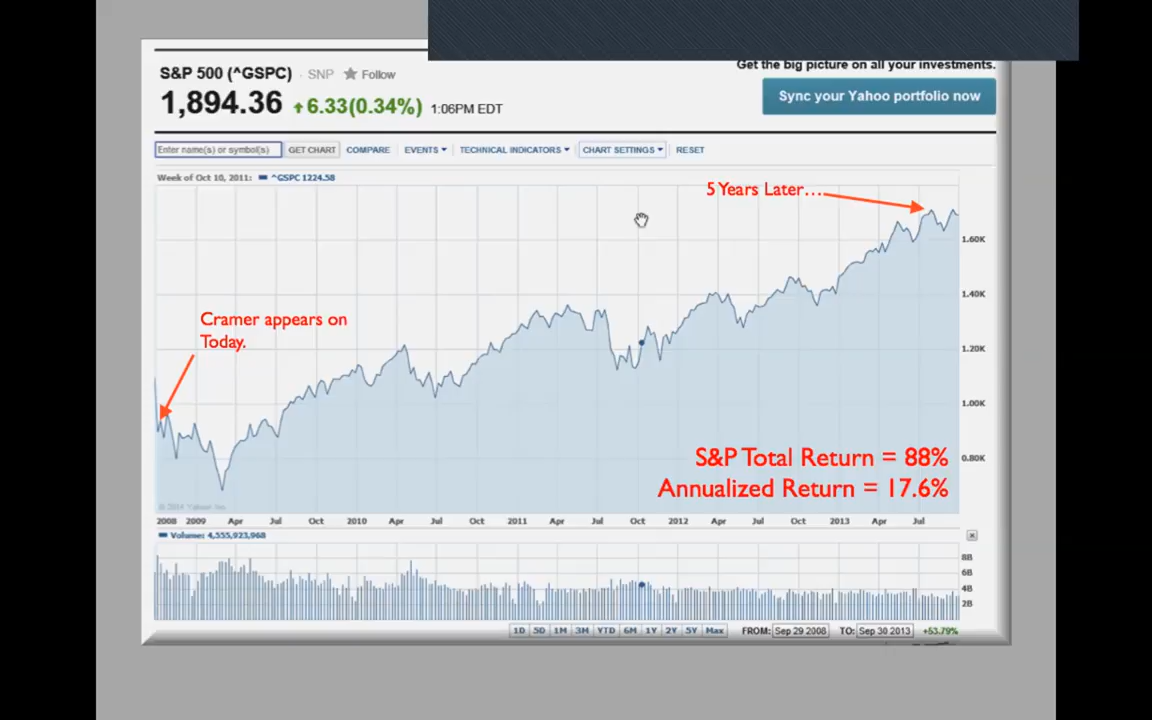 Get the big picture on all your investments.
S&P 500 (^GSPC) - SNP Follow
1,894.36 6.33(0.34%) 1:06PM EDT
Sync your Yahoo portfolio now
Enter name(s) or symbol(s) GET CHART COMPARE EVENTS TECHNICAL INDICATORS CHART SETTINGS RESET
Week of Oct 10, 2011: ^GSPC 1224.58
5 Years Later...
1.60K
1.40K
Cramer appears on
Today.
1.20K
1.00K
S&P Total Return = 88%
0.80K
Annualized Return = 17.6%
© 2014 Yahoo! Inc.
2008 2009 Apr Jul Oct 2010 Apr Jul Oct 2011 Apr Jul Oct 2012 Apr Jul Oct 2013 Apr Jul
Volume: 4,355,923,968
8B
6B
4B
2B
1D 5D 1M 3M YTD 6M 1Y 2Y 5Y Max FROM: Sep 29 2008 TO: Sep 30 2013 +53.79%